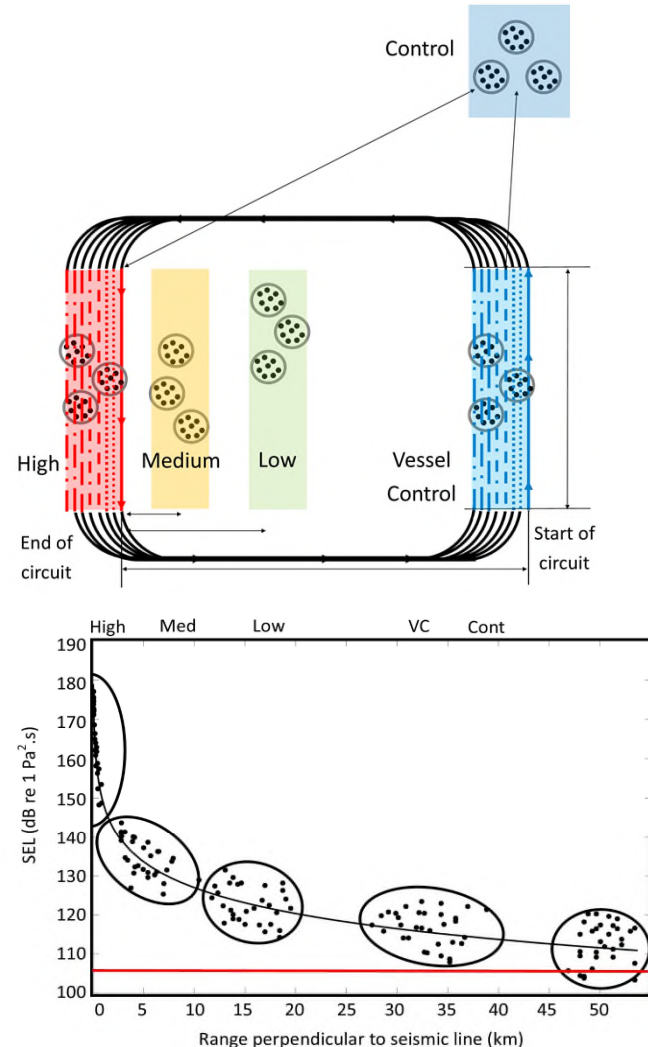 Control
High
Medium
Low
Vessel
Control
End of
circuit
Start of
circuit
High Med Low VC Cont
190
180
170
160
150
140
130
120
110
100
SEL (dB re 1 Pa².s)
0 5 10 15 20 25 30 35 40 45 50
Range perpendicular to seismic line (km)